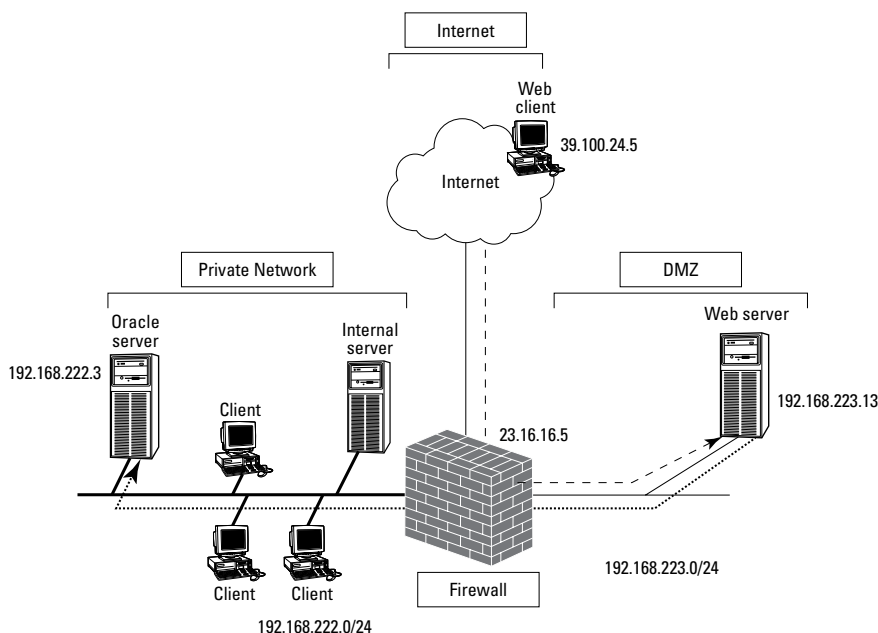 Internet
Web
client
39.100.24.5
Internet
Private Network
DMZ
Oracle
server
Internal
server
Web server
192.168.222.3
192.168.223.13
Client
23.16.16.5
Client
Client
Firewall
192.168.223.0/24
192.168.222.0/24